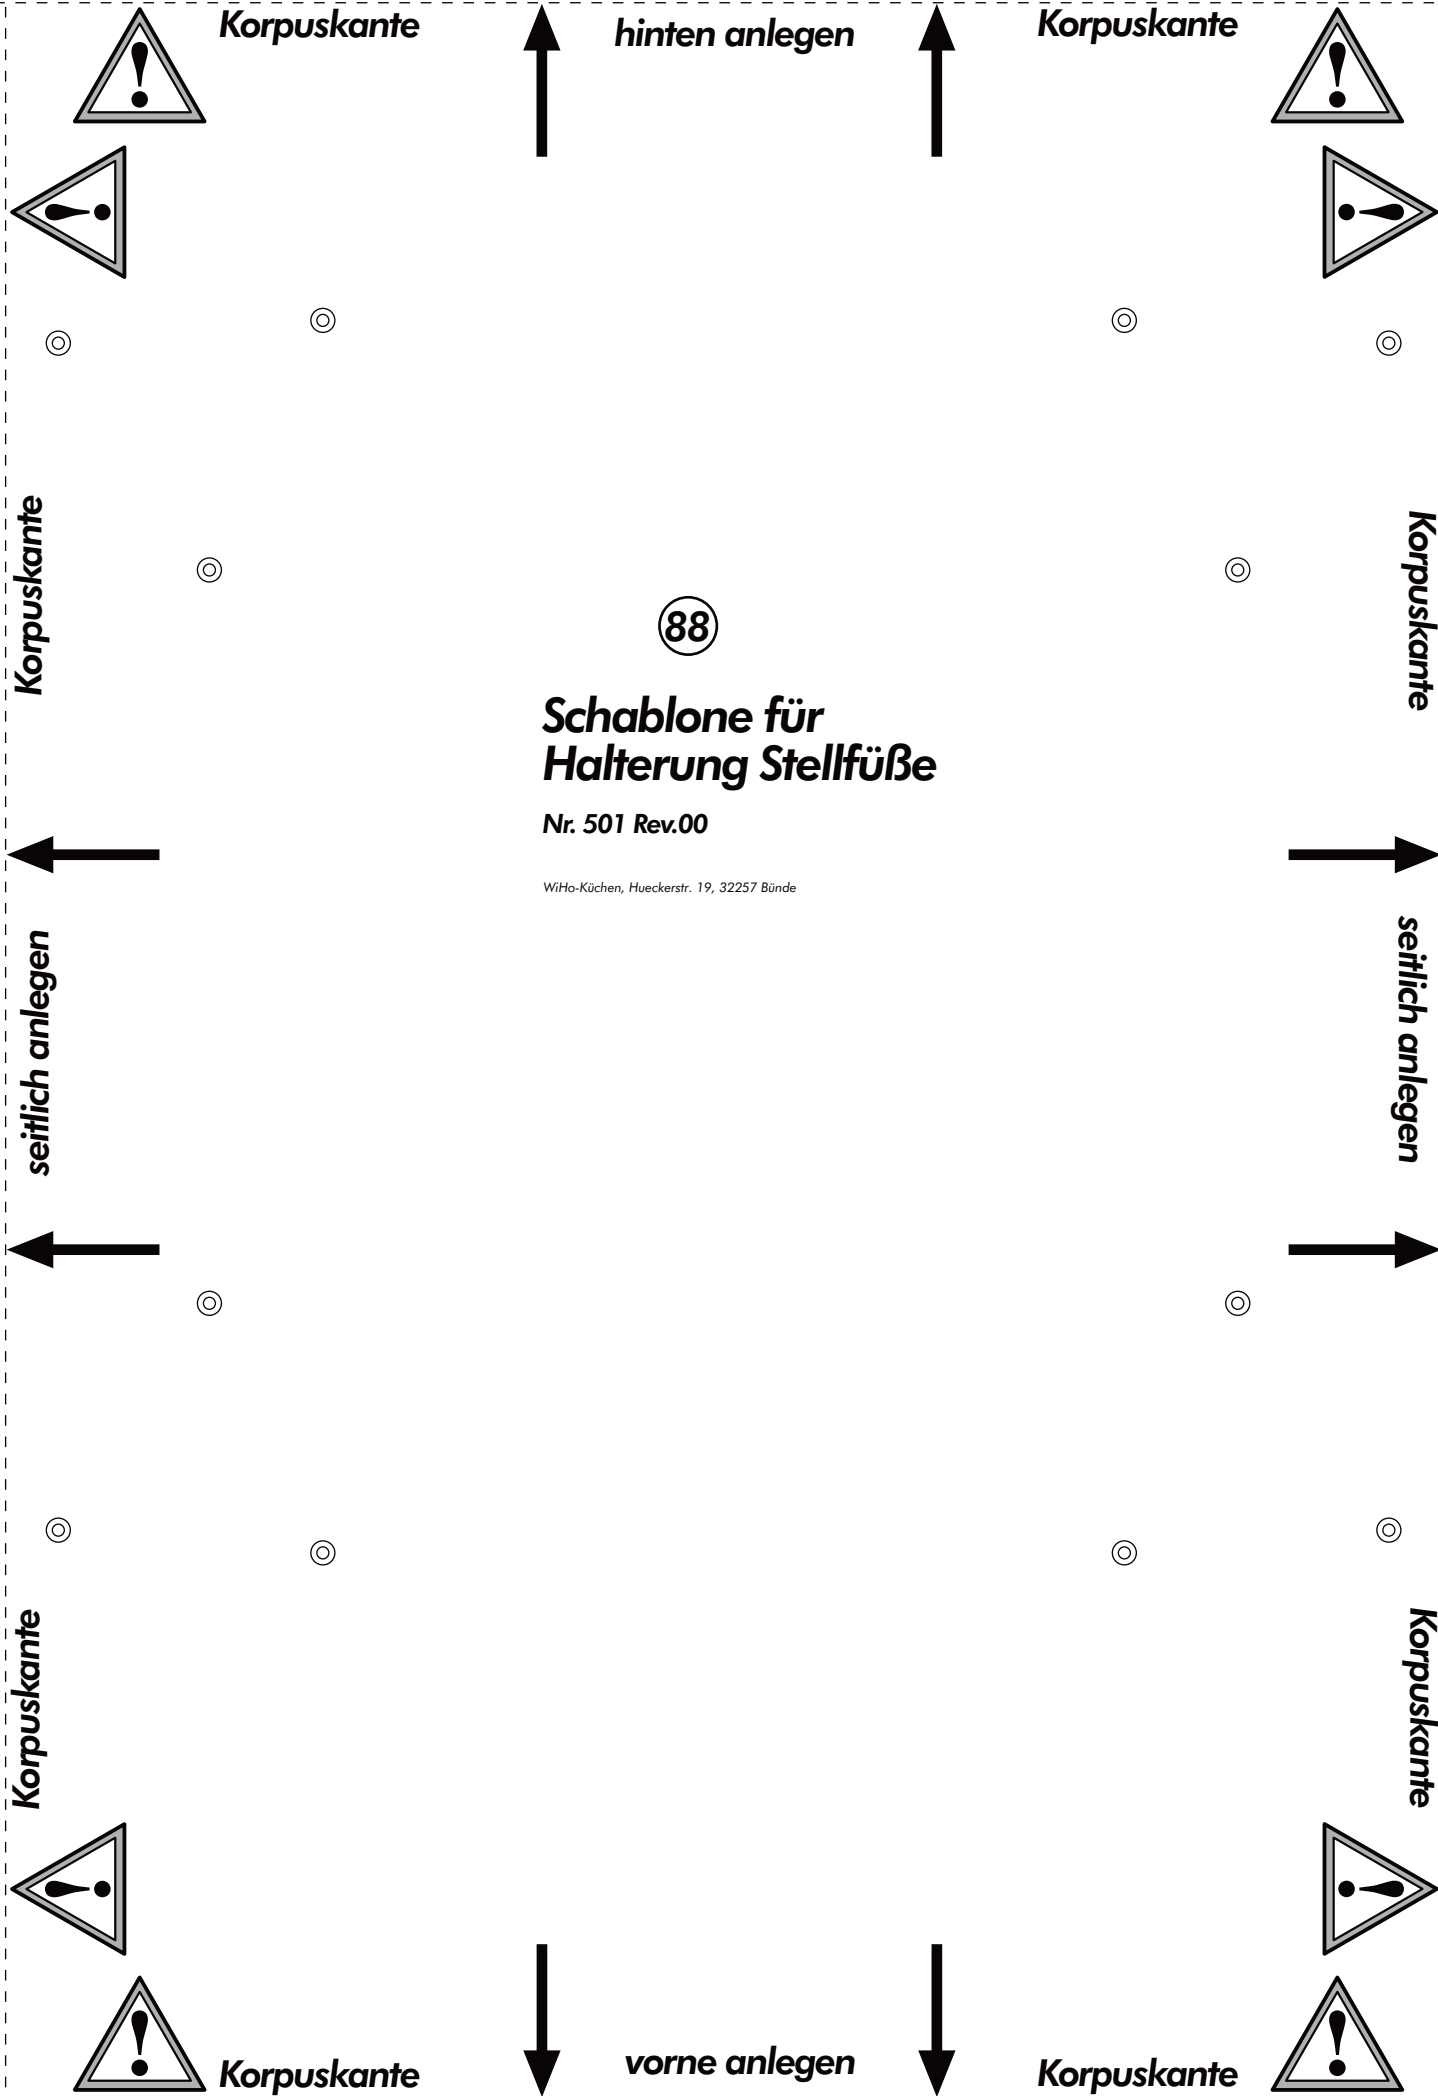 Korpuskante
hinten anlegen
Korpuskante
Korpuskante
Korpuskante
88
Schablone für
Halterung Stellfüße
Nr. 501 Rev.00
WiHo-Küchen, Hueckerstr. 19, 32257 Bünde
seitlich anlegen
seitlich anlegen
Korpuskante
Korpuskante
Korpuskante
vorne anlegen
Korpuskante